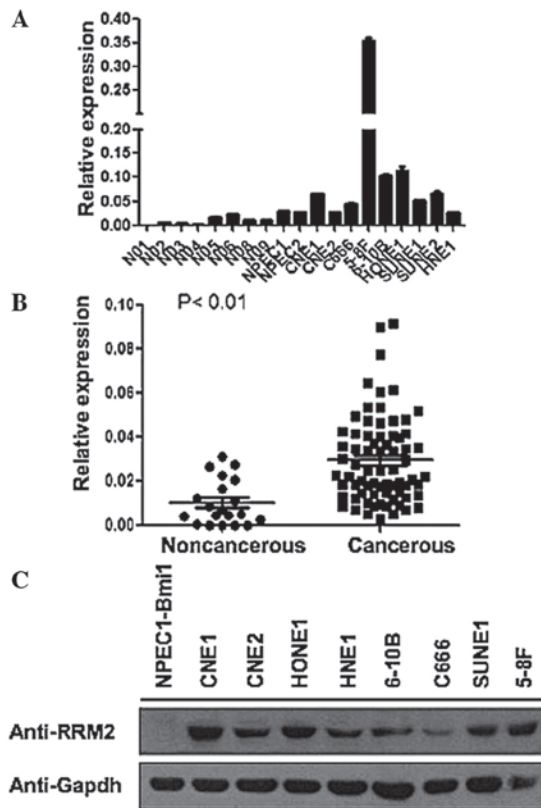 A
Relative expression
0.40
0.35
0.30
0.25
0.20
0.15
0.10
0.05
0.00
N01
N02
N03
N04
N05
N06
N08
N09
NPEC1
NPEC2
CNE1
CNE2
C666
5-8F
6-10B
HONE1
SUNE1
SUNE2
HNE1
B
P< 0.01
Relative expression
0.10
0.08
0.06
0.04
0.02
0.00
Noncancerous Cancerous
C
NPEC1-Bmi1
CNE1
CNE2
HONE1
HNE1
6-10B
C666
SUNE1
5-8F
Anti-RRM2
Anti-Gapdh